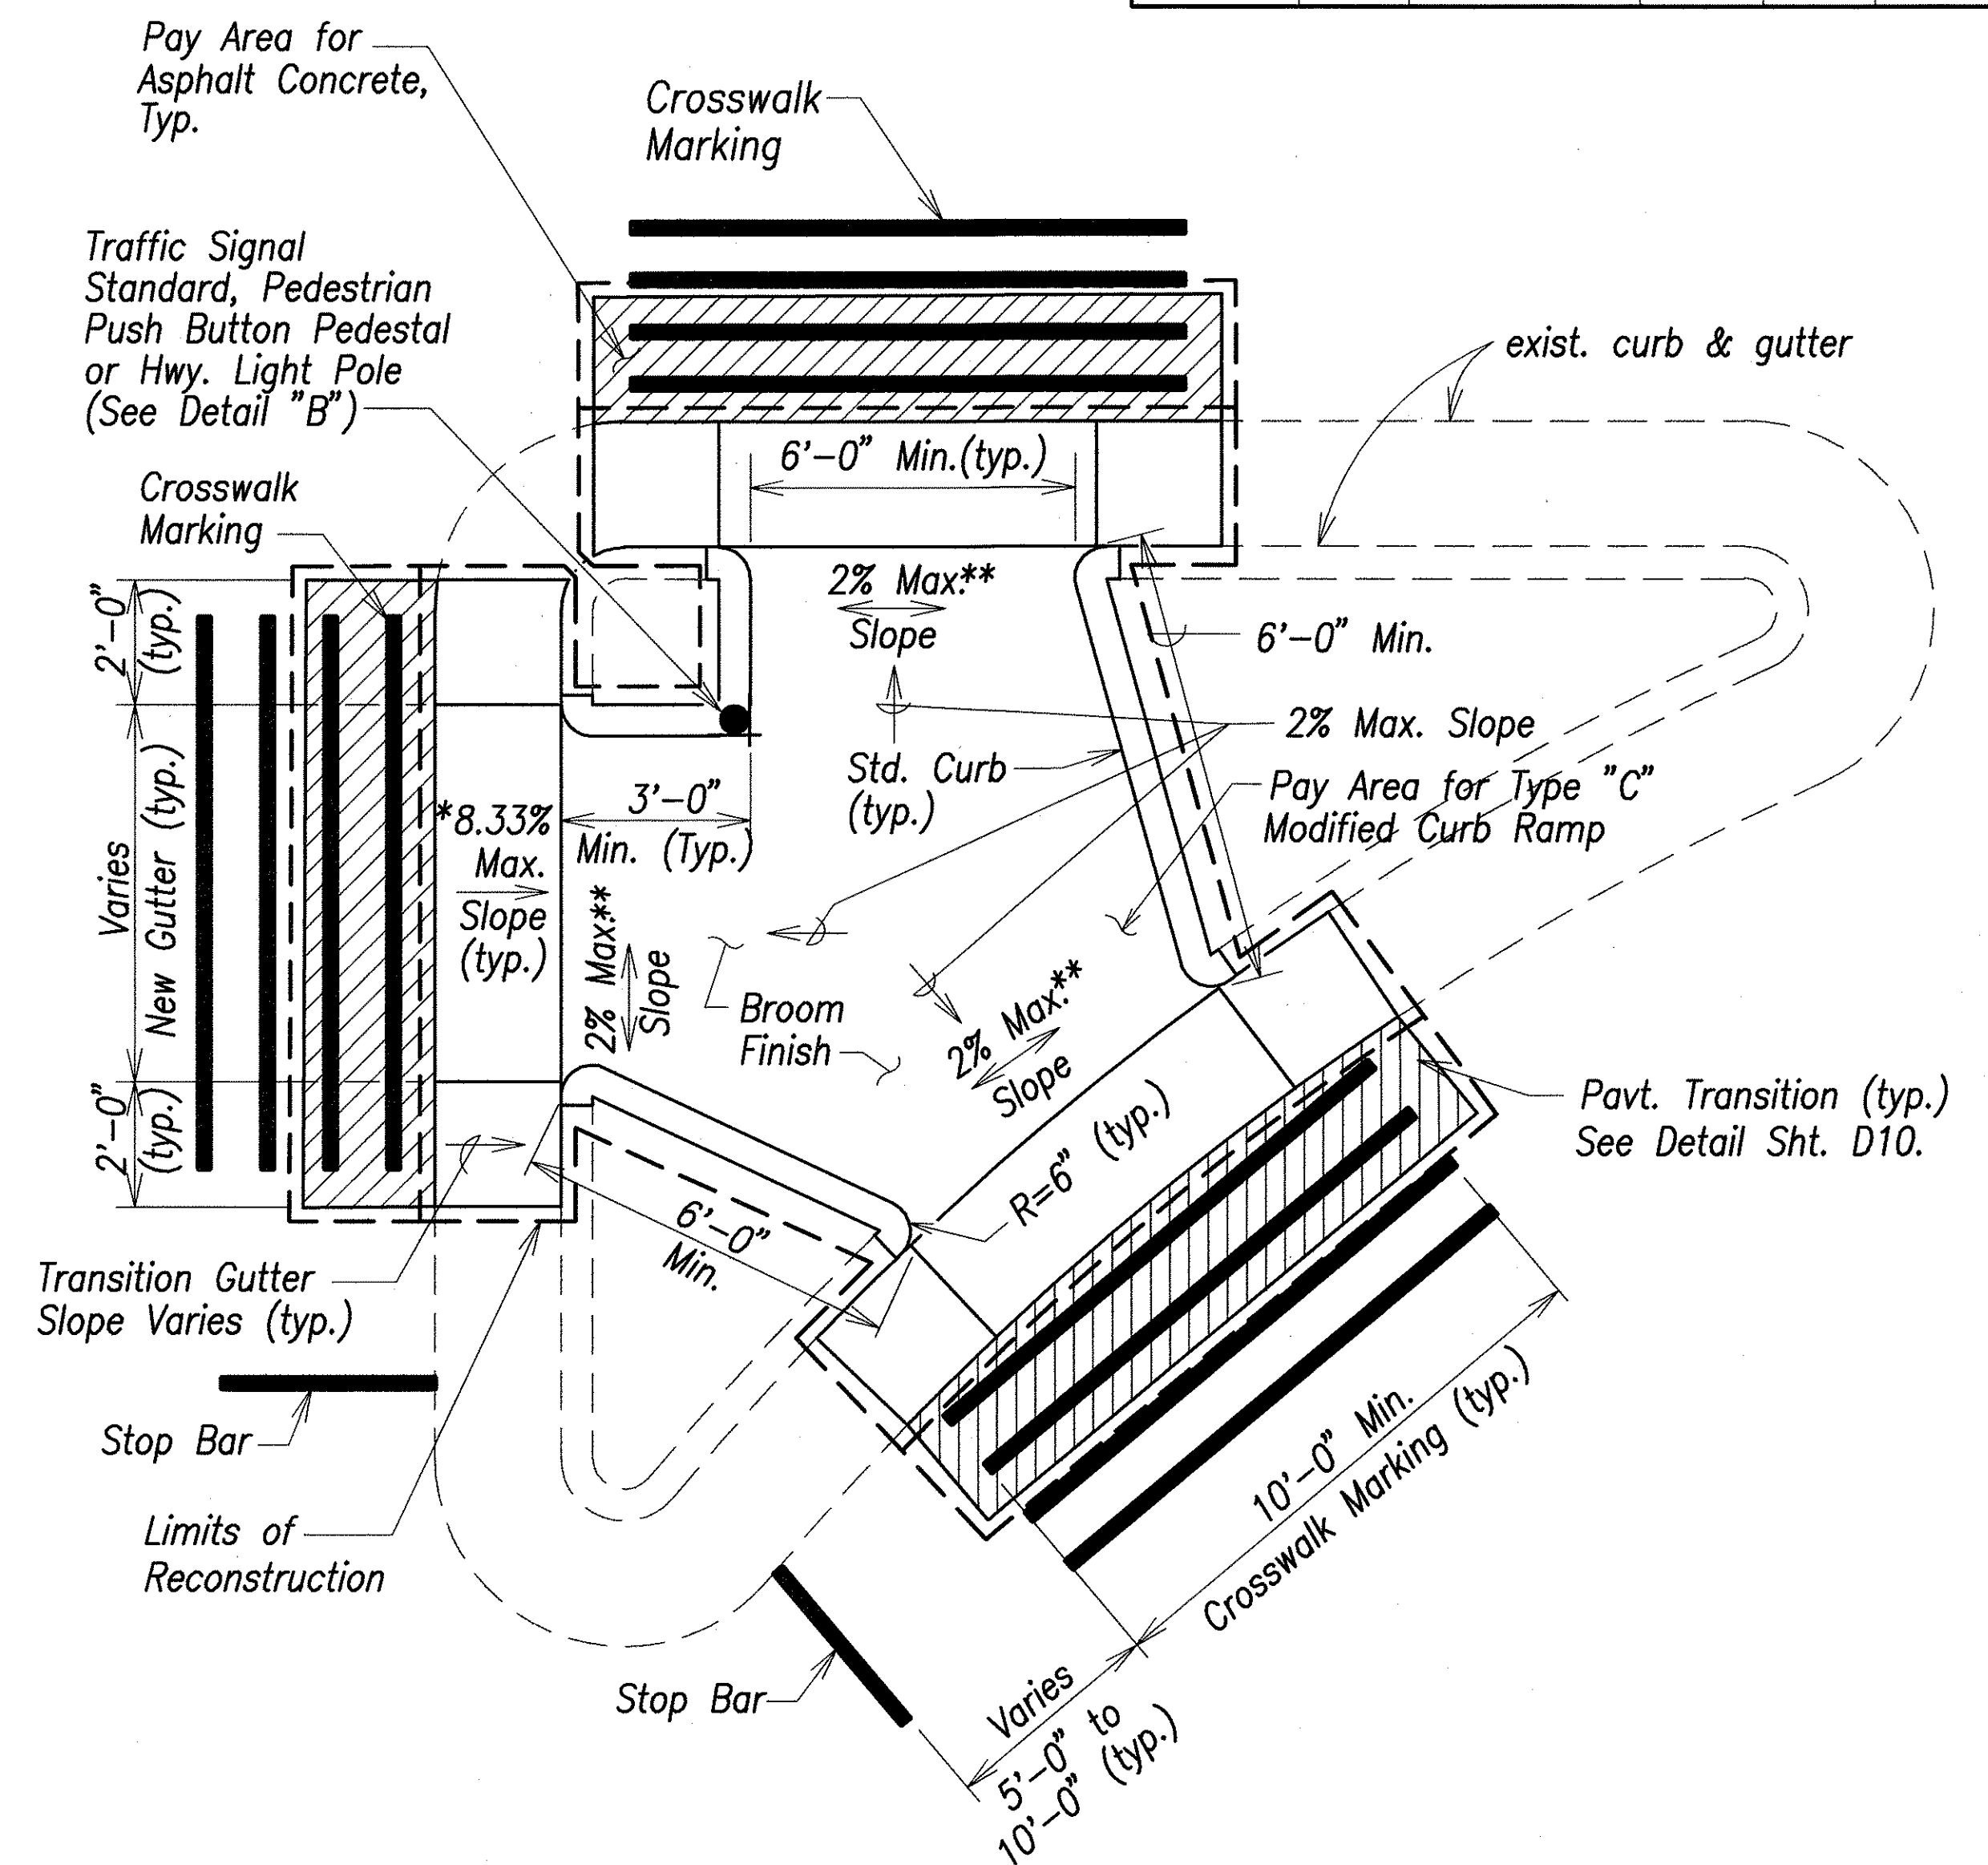 Pay Area for
Asphalt Concrete,
Typ.
Crosswalk
Marking
Traffic Signal
Standard, Pedestrian
Push Button Pedestal
or Hwy. Light Pole
(See Detail "B")
exist. curb & gutter
6'-0" Min.(typ.)
Crosswalk
Marking
2'-0"
(typ.)
2% Max.**
Slope
6'-0" Min.
2% Max. Slope
Std. Curb
(typ.)
Pay Area for Type "C"
Modified Curb Ramp
3'-0"
Min. (Typ.)
*8.33%
Max.
Slope
(typ.)
Varies
New Gutter (typ.)
2% Max.**
Slope
Broom
Finish
2% Max.**
Slope
2'-0"
(typ.)
R=6" (typ.)
Pavt. Transition (typ.)
See Detail Sht. D10.
6'-0"
Min.
Transition Gutter
Slope Varies (typ.)
Stop Bar
Limits of
Reconstruction
10'-0" Min.
Crosswalk Marking (typ.)
Stop Bar
Varies
5'-0" to
10'-0" (typ.)